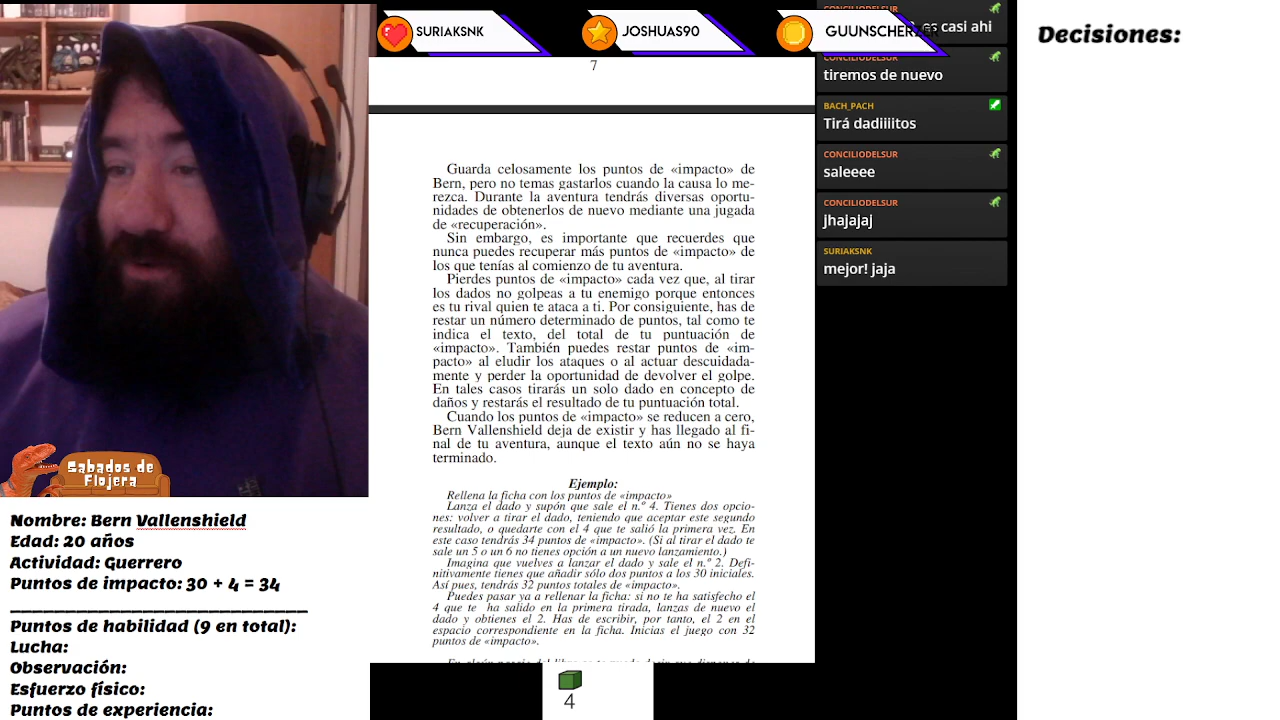 SURIAKSNK
JOSHUAS90
GUUNSCHERZ
7
Guarda celosamente los puntos de «impacto» de
Bern, pero no temas gastarlos cuando la causa lo me-
rezca. Durante la aventura tendrás diversas oportu-
nidades de obtenerlos de nuevo mediante una jugada
de «recuperación».
Sin embargo, es importante que recuerdes que
nunca puedes recuperar más puntos de «impacto» de
los que tenías al comienzo de tu aventura.
Pierdes puntos de «impacto» cada vez que, al tirar
los dados no golpeas a tu enemigo porque entonces
es tu rival quien te ataca a ti. Por consiguiente, has de
restar un número determinado de puntos, tal como te
indica el texto, del total de tu puntuación de
«impacto». También puedes restar puntos de «im-
pacto» al eludir los ataques o al actuar descuidada-
mente y perder la oportunidad de devolver el golpe.
En tales casos tirarás un solo dado en concepto de
daños y restarás el resultado de tu puntuación total.
Cuando los puntos de «impacto» se reducen a cero,
Bern Vallenshield deja de existir y has llegado al fi-
nal de tu aventura, aunque el texto aún no se haya
terminado.
Ejemplo:
Rellena la ficha con los puntos de «impacto»
Lanza el dado y supón que sale el n.º 4. Tienes dos opcio-
nes: volver a tirar el dado, teniendo que aceptar este segundo
resultado, o quedarte con el 4 que te salió la primera vez. En
este caso tendrás 34 puntos de «impacto». (Si al tirar el dado te
sale un 5 o un 6 no tienes opción a un nuevo lanzamiento.)
Imagina que vuelves a lanzar el dado y sale el n.º 2. Defi-
nitivamente tienes que añadir sólo dos puntos a los 30 iniciales.
Así pues, tendrás 32 puntos totales de «impacto».
Puedes pasar ya a rellenar la ficha: si no te ha satisfecho el
4 que te ha salido en la primera tirada, lanzas de nuevo el
dado y obtienes el 2. Has de escribir, por tanto, el 2 en el
espacio correspondiente en la ficha. Inicias el juego con 32
puntos de «impacto».
4
CONCILIODELSUR
es casi ahi
CONCILIODELSUR
tiremos de nuevo
BACH_PACH
Tirá dadiiiitos
CONCILIODELSUR
saleeee
CONCILIODELSUR
jhajaJaj
SURIAKSNK
mejor! jaja
Decisiones:
Sabados de
Flojera
Nombre: Bern Vallenshield
Edad: 20 años
Actividad: Guerrero
Puntos de impacto: 30 + 4 = 34
Puntos de habilidad (9 en total):
Lucha:
Observación:
Esfuerzo físico:
Puntos de experiencia: